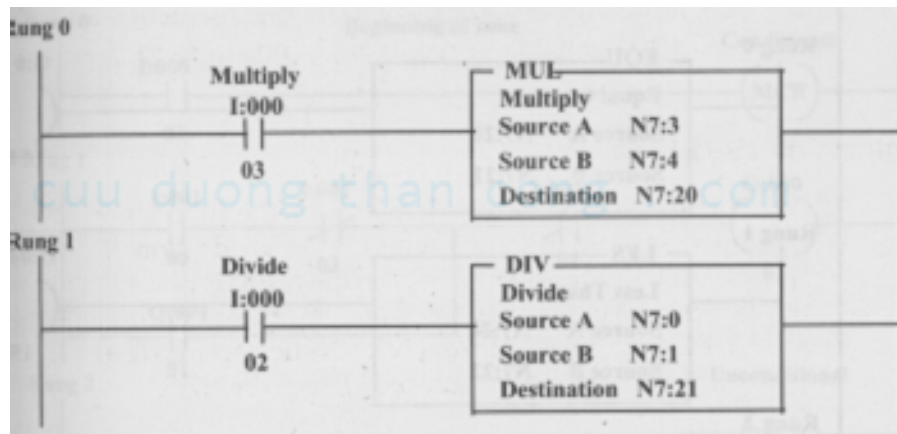 Rung 0
Multiply
I:000
03
MUL
Multiply
Source A N7:3
Source B N7:4
Destination N7:20
cuu duong than cong . com
Rung 1
Divide
I:000
02
DIV
Divide
Source A N7:0
Source B N7:1
Destination N7:21